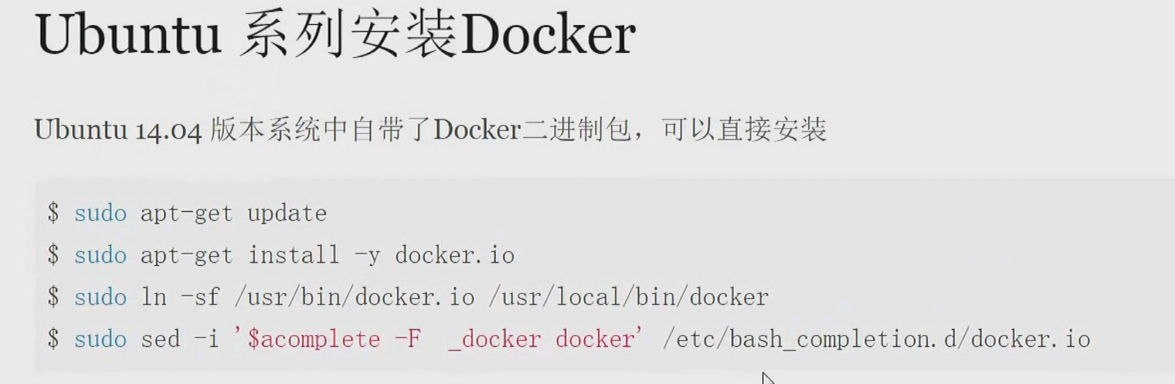 Ubuntu 系列安装Docker
Ubuntu 14.04 版本系统中自带了Docker二进制包，可以直接安装
$ sudo apt-get update
$ sudo apt-get install -y docker.io
$ sudo ln -sf /usr/bin/docker.io /usr/local/bin/docker
$ sudo sed -i '$acomplete -F  _docker docker' /etc/bash_completion.d/docker.io